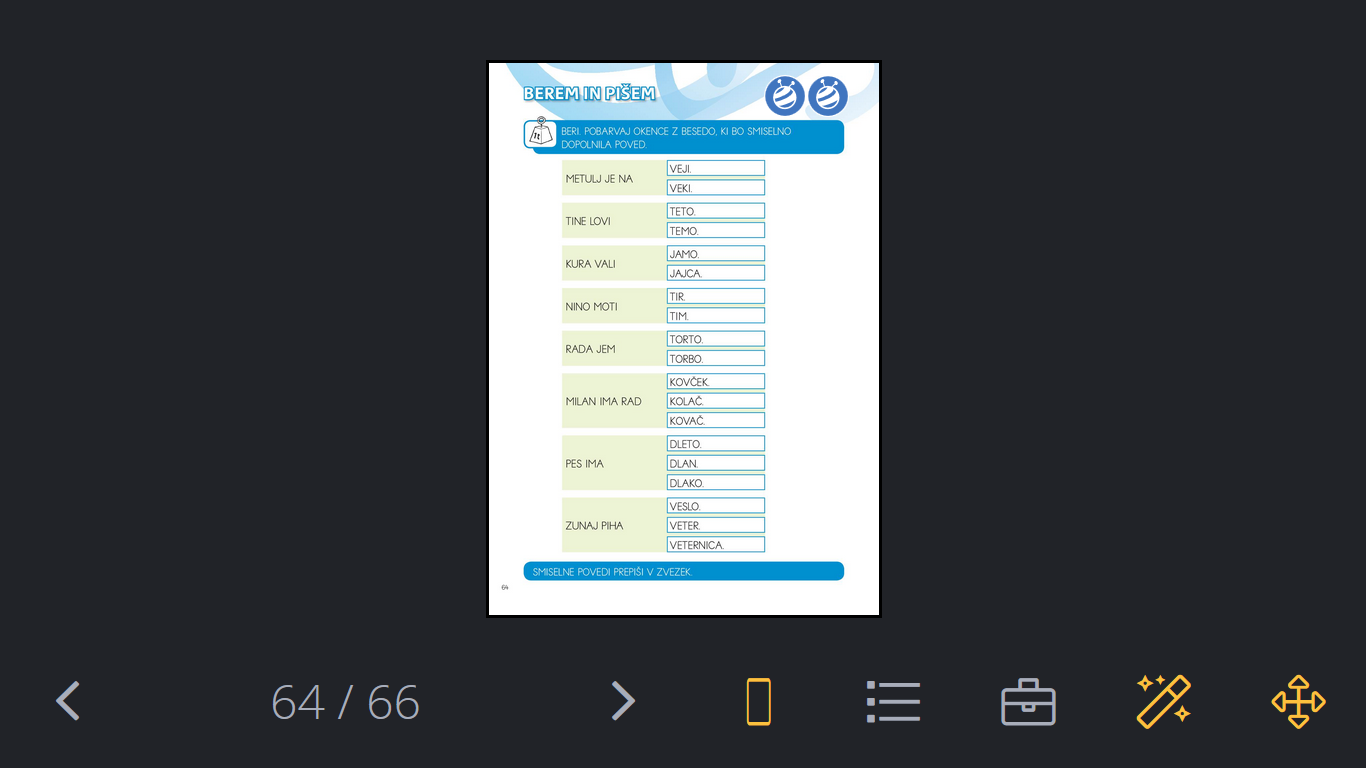 BEREM IN PIŠEM
1t
BERI. POBARVAJ OKENCE Z BESEDO, KI BO SMISELNO
DOPOLNILA POVED.
METULJ JE NA
VEJI.
VEKI.
TINE LOVI
TETO.
TEMO.
KURA VALI
JAMO.
JAJCA.
NINO MOTI
TIR.
TIM.
RADA JEM
TORTO.
TORBO.
MILAN IMA RAD
KOVČEK.
KOLAČ.
KOVAČ.
PES IMA
DLETO.
DLAN.
DLAKO.
ZUNAJ PIHA
VESLO.
VETER.
VETERNICA.
SMISELNE POVEDI PREPIŠI V ZVEZEK.
64
64 / 66